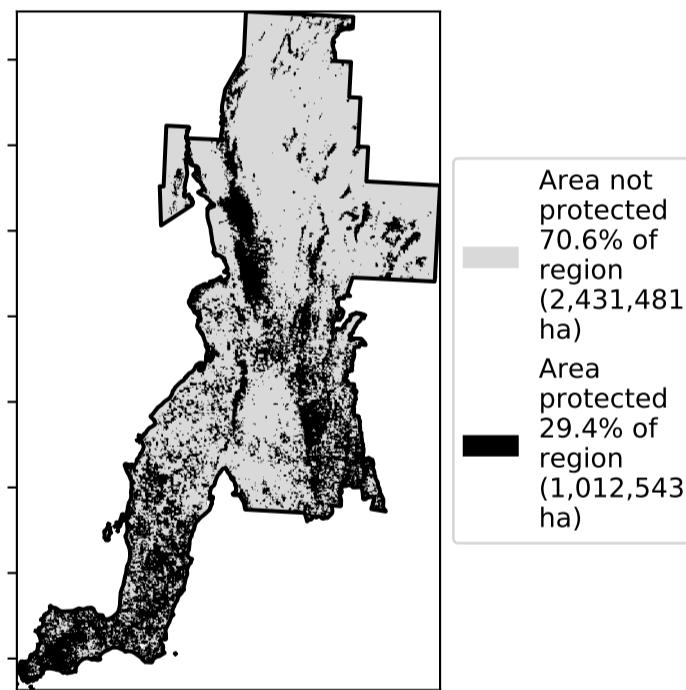 Area not
protected
70.6% of
region
(2,431,481
ha)
Area
protected
29.4% of
region
(1,012,543
ha)